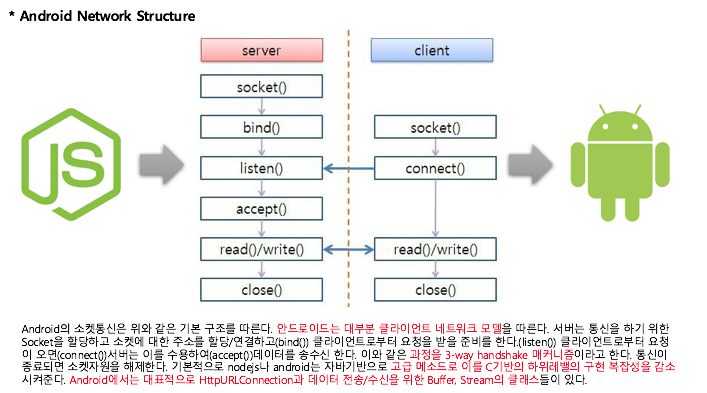 * Android Network Structure
server
client
socket()
bind()
socket()
listen()
connect()
accept()
read()/write()
read()/write()
close()
close()
JS
Android의 소켓통신은 위와 같은 기본 구조를 따른다. 안드로이드는 대부분 클라이언트 네트워크 모델을 따른다. 서버는 통신을 하기 위한
Socket을 할당하고 소켓에 대한 주소를 할당/연결하고(bind()) 클라이언트로부터 요청을 받을 준비를 한다.(listen()) 클라이언트로부터 요청
이 오면(connect())서버는 이를 수용하여(accept())데이터를 송수신 한다. 이와 같은 과정을 3-way handshake 매커니즘이라고 한다. 통신이
종료되면 소켓자원을 해제한다. 기본적으로 nodejs나 android는 자바기반으로 고급 메소드로 이를 C기반의 하위레밸의 구현 복잡성을 감소
시켜준다. Android에서는 대표적으로 HttpURLConnection과 데이터 전송/수신을 위한 Buffer, Stream의 클래스들이 있다.